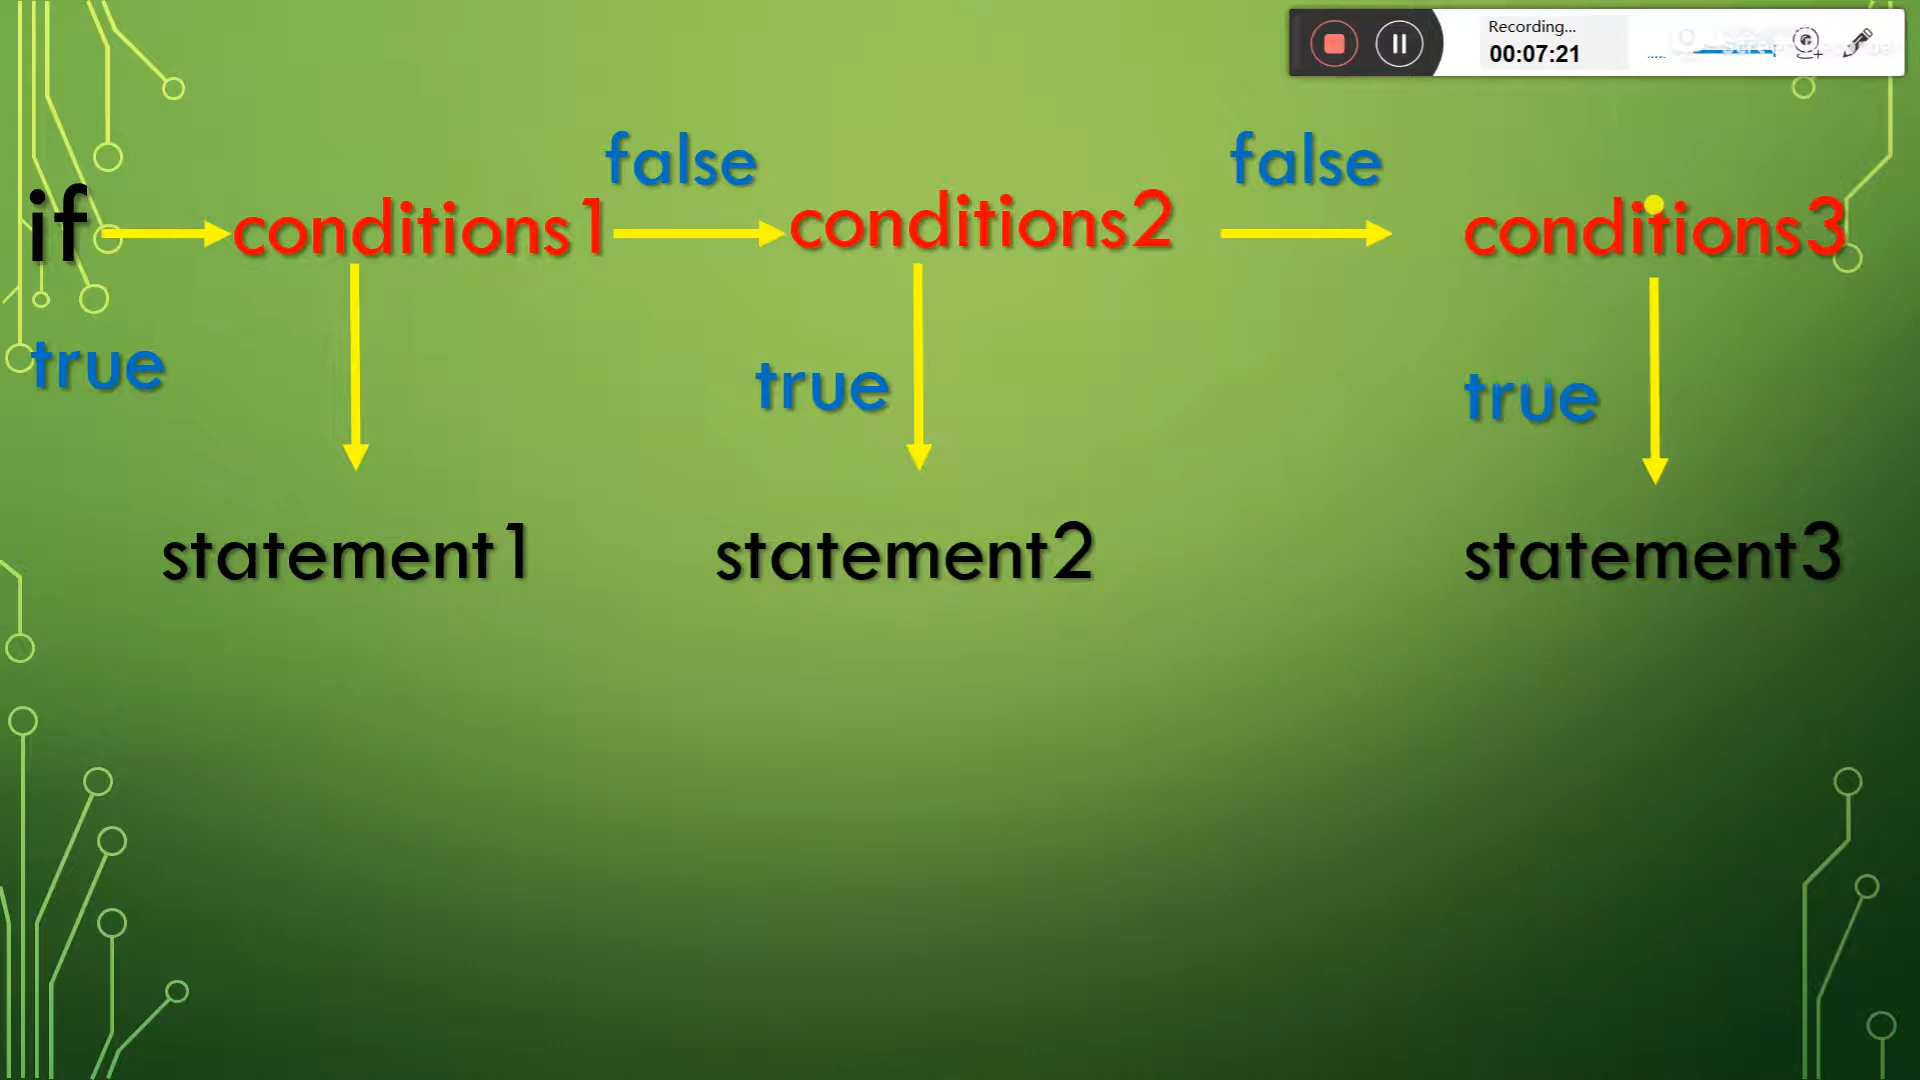 Recording...
00:07:21
false
false
if
conditions1
conditions2
conditions3
true
true
true
statement1
statement2
statement3